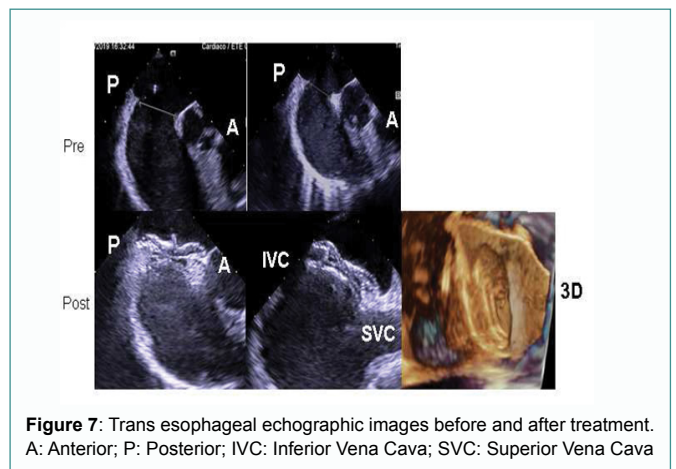 /2019 16:32:44
Cardiaco / ETE
P
A
P
A
Pre
P
A
IVC
SVC
3D
Post
Figure 7: Trans esophageal echographic images before and after treatment.
A: Anterior; P: Posterior; IVC: Inferior Vena Cava; SVC: Superior Vena Cava